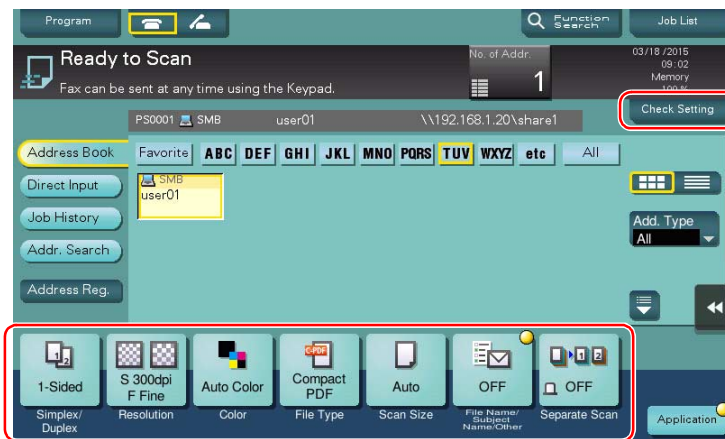 Program
Function
Search
Job List
Ready to Scan
No. of Addr.
1
03/18/2015
09:02
Memory
100 %
Fax can be sent at any time using the Keypad.
Check Setting
PS0001 SMB user01 \\192.168.1.20\share1
Address Book
Favorite ABC DEF GHI JKL MNO PQRS TUV WXYZ etc All
Direct Input
SMB
user01
Job History
Addr. Search
Add. Type
All
Address Reg.
1-Sided
S 300dpi
F Fine
Auto Color
C-PDF
Compact
PDF
Auto
OFF
OFF
Simplex/
Duplex
Resolution
Color
File Type
Scan Size
File Name/
Subject
Name/Other
Separate Scan
Application